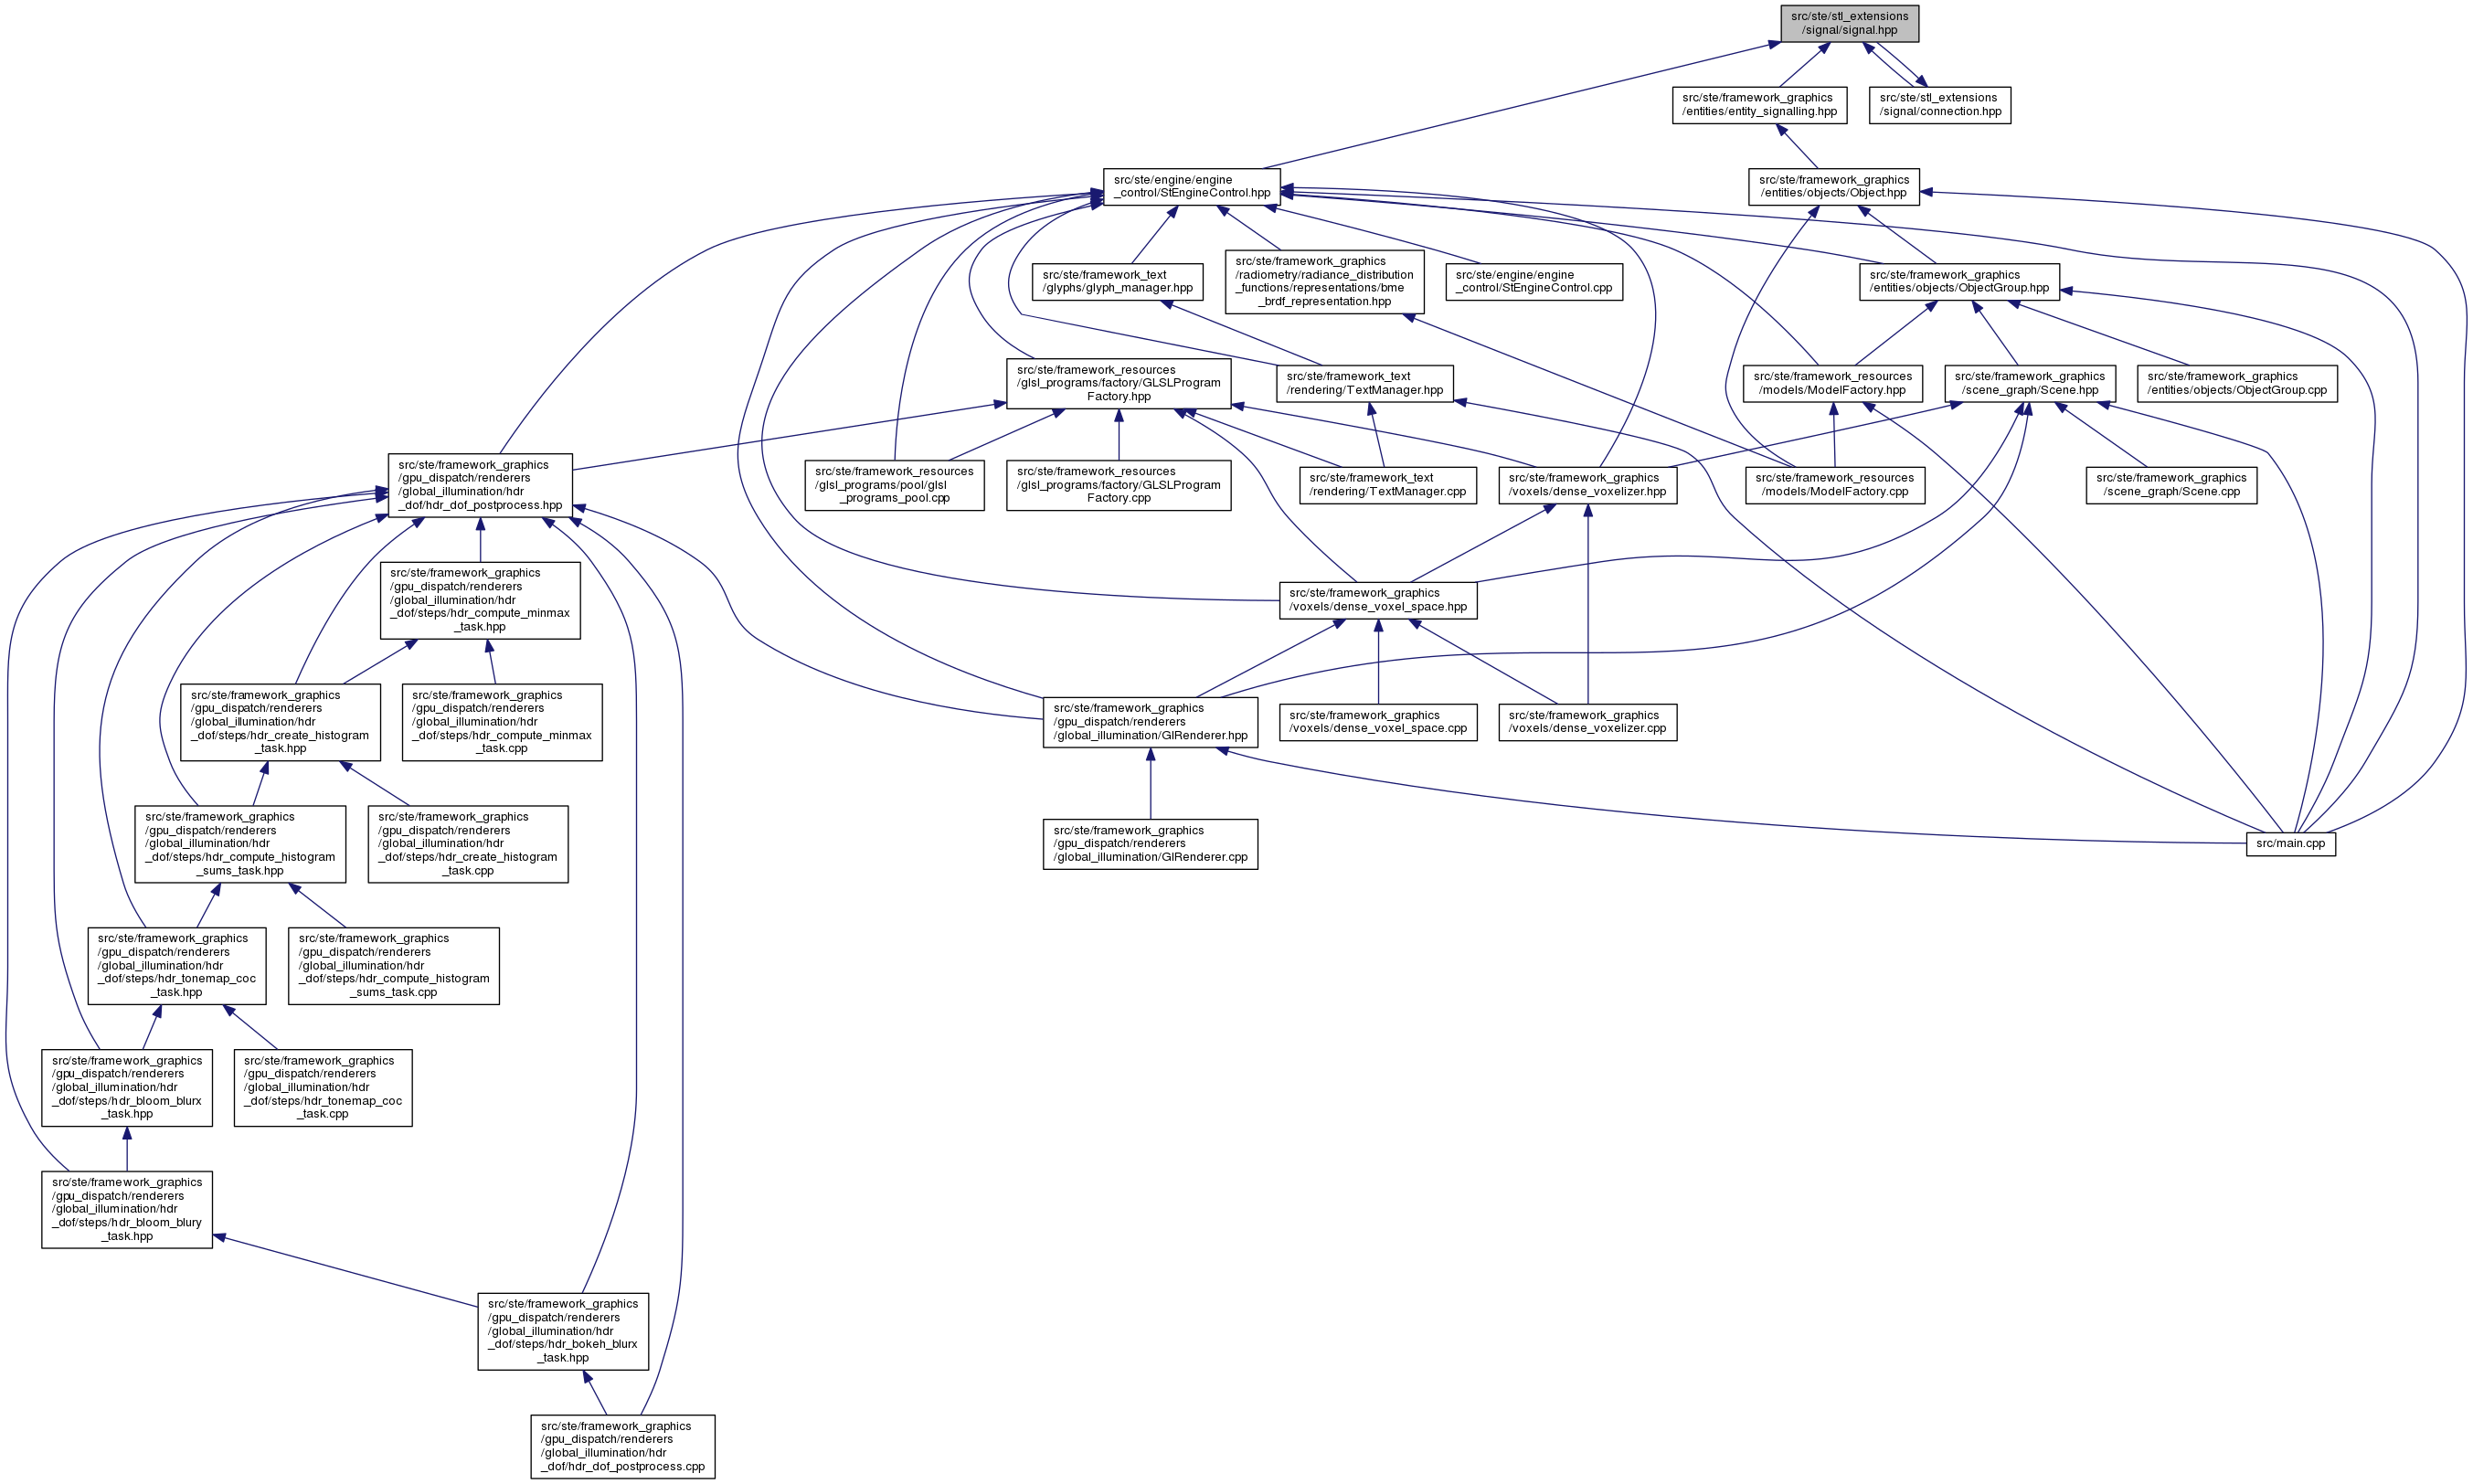 src/ste/stl_extensions
/signal/signal.hpp
src/ste/framework_graphics
/entities/entity_signalling.hpp
src/ste/stl_extensions
/signal/connection.hpp
src/ste/engine/engine
_control/StEngineControl.hpp
src/ste/framework_graphics
/entities/objects/Object.hpp
src/ste/framework_text
/glyphs/glyph_manager.hpp
src/ste/framework_graphics
/radiometry/radiance_distribution
_functions/representations/bme
_brdf_representation.hpp
src/ste/engine/engine
_control/StEngineControl.cpp
src/ste/framework_graphics
/entities/objects/ObjectGroup.hpp
src/ste/framework_resources
/glsl_programs/factory/GLSLProgram
Factory.hpp
src/ste/framework_text
/rendering/TextManager.hpp
src/ste/framework_resources
/models/ModelFactory.hpp
src/ste/framework_graphics
/scene_graph/Scene.hpp
src/ste/framework_graphics
/entities/objects/ObjectGroup.cpp
src/ste/framework_graphics
/gpu_dispatch/renderers
/global_illumination/hdr
_dof/hdr_dof_postprocess.hpp
src/ste/framework_resources
/glsl_programs/pool/glsl
_programs_pool.cpp
src/ste/framework_resources
/glsl_programs/factory/GLSLProgram
Factory.cpp
src/ste/framework_text
/rendering/TextManager.cpp
src/ste/framework_graphics
/voxels/dense_voxelizer.hpp
src/ste/framework_resources
/models/ModelFactory.cpp
src/ste/framework_graphics
/scene_graph/Scene.cpp
src/ste/framework_graphics
/gpu_dispatch/renderers
/global_illumination/hdr
_dof/steps/hdr_compute_minmax
_task.hpp
src/ste/framework_graphics
/voxels/dense_voxel_space.hpp
src/ste/framework_graphics
/gpu_dispatch/renderers
/global_illumination/hdr
_dof/steps/hdr_create_histogram
_task.hpp
src/ste/framework_graphics
/gpu_dispatch/renderers
/global_illumination/hdr
_dof/steps/hdr_compute_minmax
_task.cpp
src/ste/framework_graphics
/gpu_dispatch/renderers
/global_illumination/GIRenderer.hpp
src/ste/framework_graphics
/voxels/dense_voxel_space.cpp
src/ste/framework_graphics
/voxels/dense_voxelizer.cpp
src/ste/framework_graphics
/gpu_dispatch/renderers
/global_illumination/hdr
_dof/steps/hdr_compute_histogram
_sums_task.hpp
src/ste/framework_graphics
/gpu_dispatch/renderers
/global_illumination/hdr
_dof/steps/hdr_create_histogram
_task.cpp
src/ste/framework_graphics
/gpu_dispatch/renderers
/global_illumination/GIRenderer.cpp
src/main.cpp
src/ste/framework_graphics
/gpu_dispatch/renderers
/global_illumination/hdr
_dof/steps/hdr_tonemap_coc
_task.hpp
src/ste/framework_graphics
/gpu_dispatch/renderers
/global_illumination/hdr
_dof/steps/hdr_compute_histogram
_sums_task.cpp
src/ste/framework_graphics
/gpu_dispatch/renderers
/global_illumination/hdr
_dof/steps/hdr_bloom_blurx
_task.hpp
src/ste/framework_graphics
/gpu_dispatch/renderers
/global_illumination/hdr
_dof/steps/hdr_tonemap_coc
_task.cpp
src/ste/framework_graphics
/gpu_dispatch/renderers
/global_illumination/hdr
_dof/steps/hdr_bloom_blury
_task.hpp
src/ste/framework_graphics
/gpu_dispatch/renderers
/global_illumination/hdr
_dof/steps/hdr_bokeh_blurx
_task.hpp
src/ste/framework_graphics
/gpu_dispatch/renderers
/global_illumination/hdr
_dof/hdr_dof_postprocess.cpp